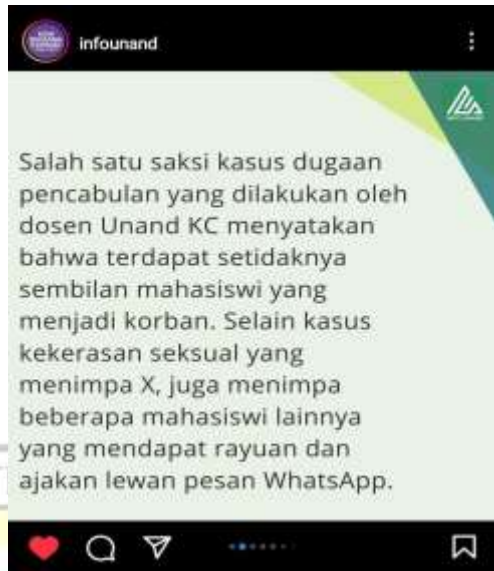 infounand
Salah satu saksi kasus dugaan
pencabulan yang dilakukan oleh
dosen Unand KC menyatakan
bahwa terdapat setidaknya
sembilan mahasiswi yang
menjadi korban. Selain kasus
kekerasan seksual yang
menimpa X, juga menimpa
beberapa mahasiswi lainnya
yang mendapat rayuan dan
ajakan lewan pesan WhatsApp.